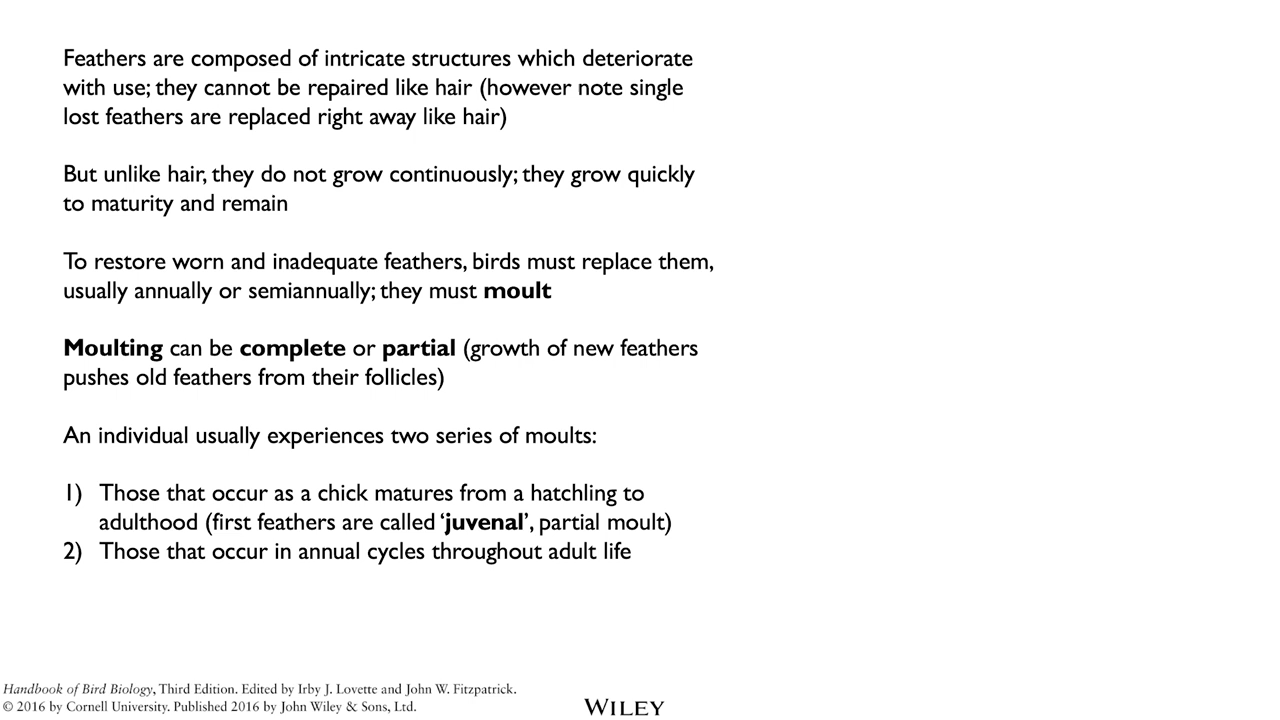 Feathers are composed of intricate structures which deteriorate
with use; they cannot be repaired like hair (however note single
lost feathers are replaced right away like hair)
But unlike hair, they do not grow continuously; they grow quickly
to maturity and remain
To restore worn and inadequate feathers, birds must replace them,
usually annually or semiannually; they must moult
Moulting can be complete or partial (growth of new feathers
pushes old feathers from their follicles)
An individual usually experiences two series of moults:
1) Those that occur as a chick matures from a hatchling to
adulthood (first feathers are called ‘juvenal’, partial moult)
2) Those that occur in annual cycles throughout adult life
Handbook of Bird Biology, Third Edition. Edited by Irby J. Lovette and John W. Fitzpatrick.
© 2016 by Cornell University. Published 2016 by John Wiley & Sons, Ltd.
WILEY